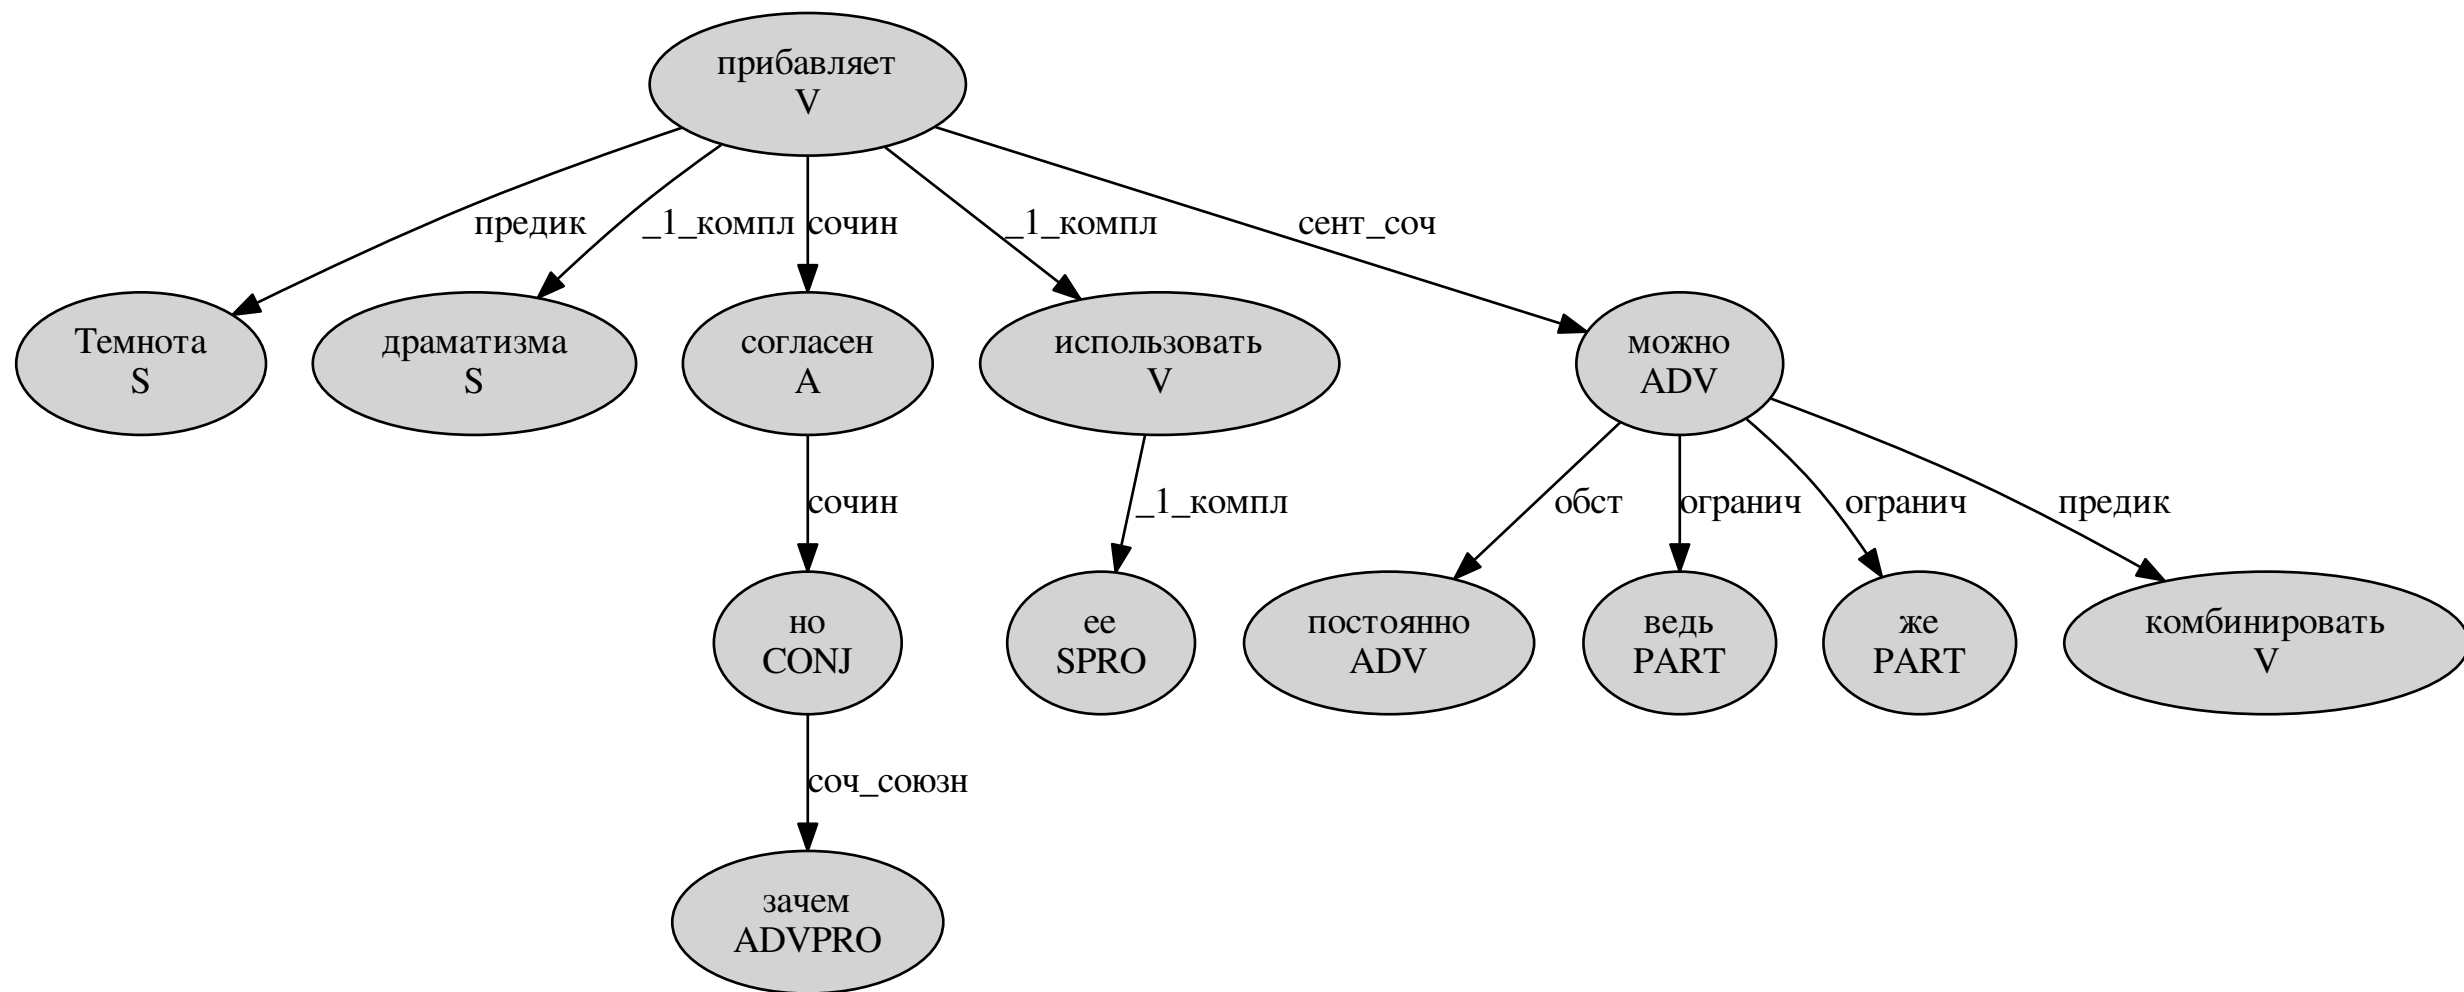 прибавляет
V
предик
_1_компл
сочин
_1_компл
сент_соч
Темнота
S
драматизма
S
согласен
A
использовать
V
можно
ADV
сочин
_1_компл
обст
огранич
огранич
предик
но
CONJ
ее
SPRO
постоянно
ADV
ведь
PART
же
PART
комбинировать
V
соч_союзн
зачем
ADVPRO